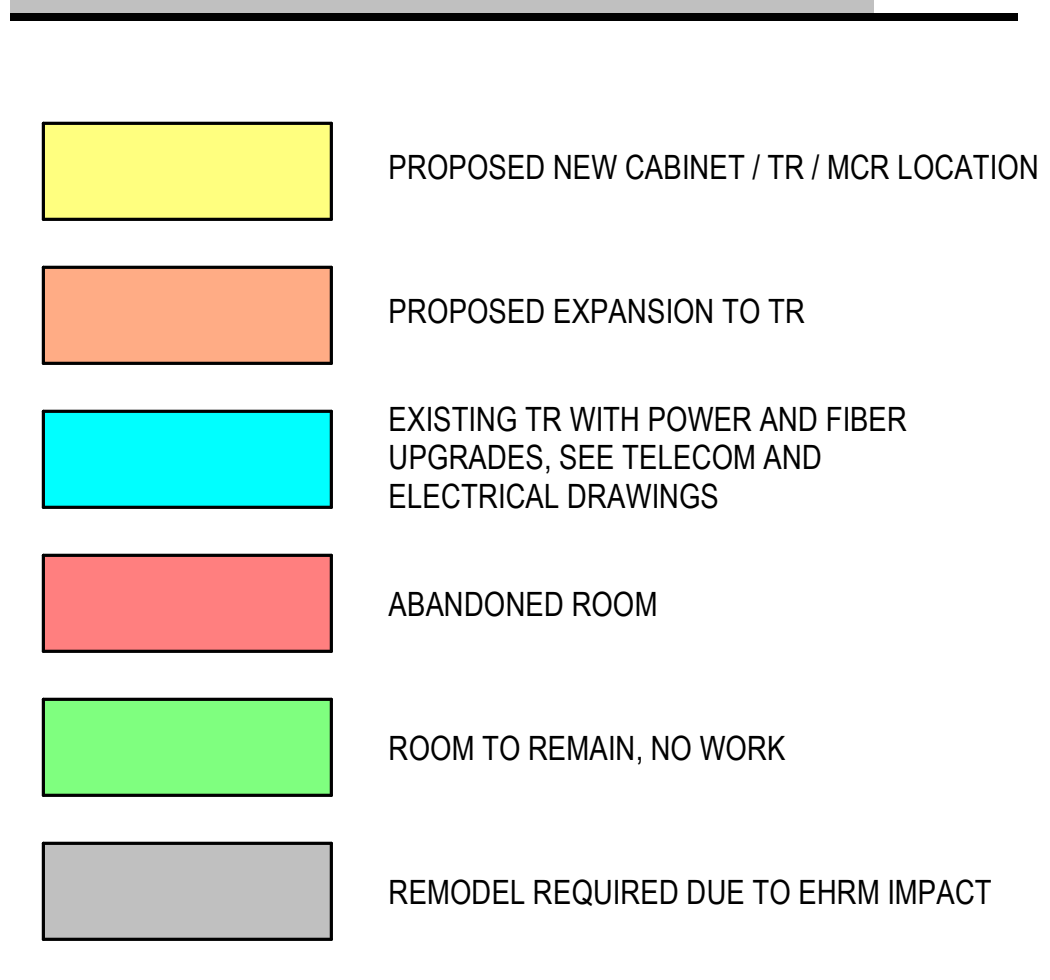 PROPOSED NEW CABINET / TR / MCR LOCATION
PROPOSED EXPANSION TO TR
EXISTING TR WITH POWER AND FIBER
UPGRADES, SEE TELECOM AND
ELECTRICAL DRAWINGS
ABANDONED ROOM
ROOM TO REMAIN, NO WORK
REMODEL REQUIRED DUE TO EHRM IMPACT